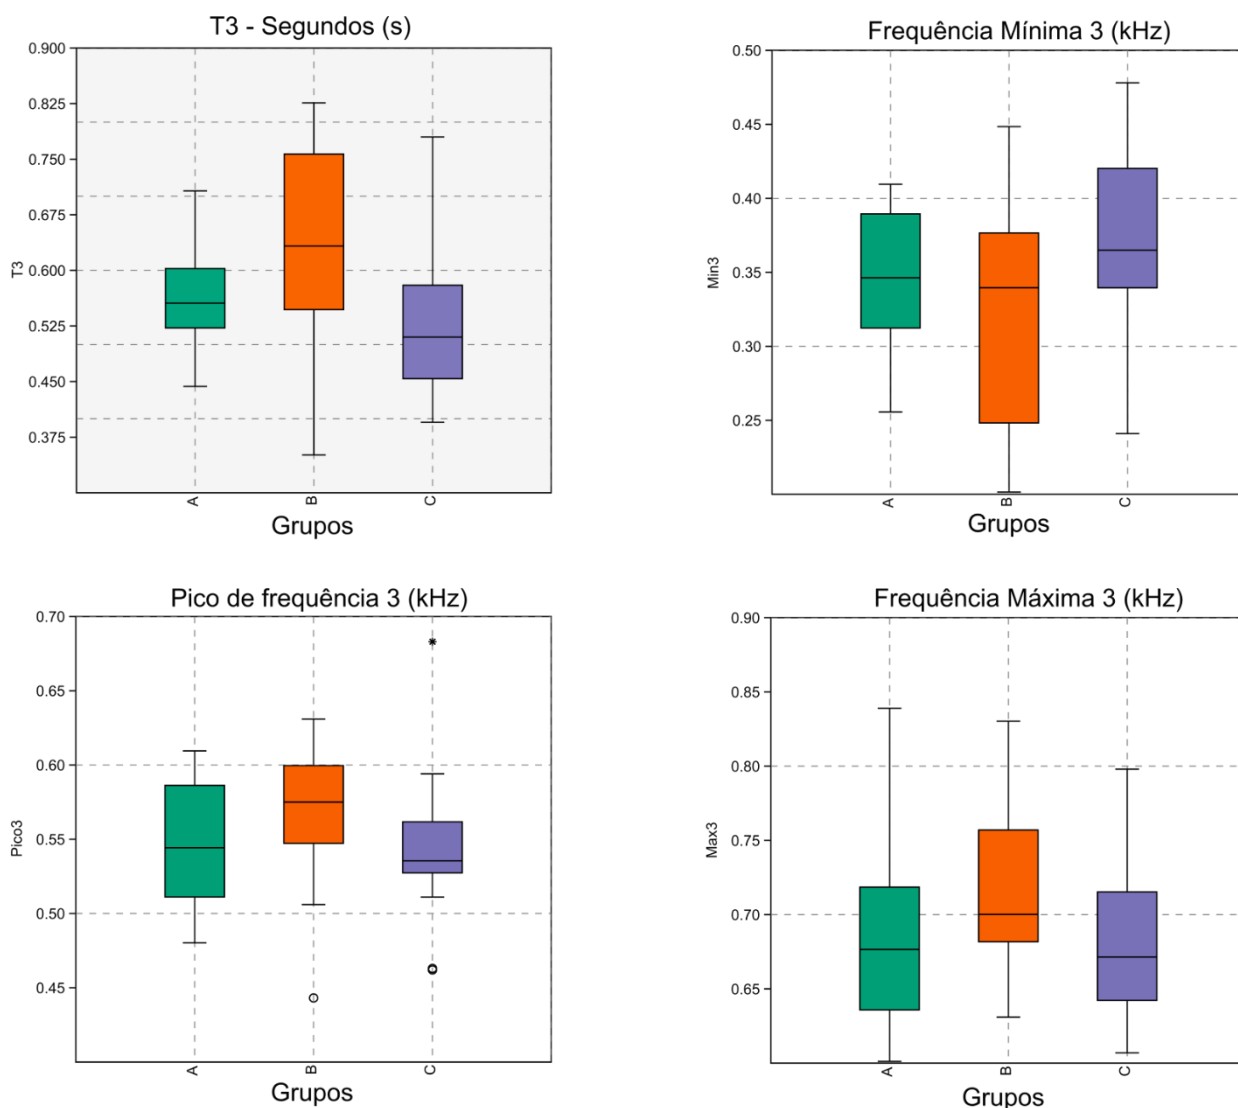 T3 - Segundos (s)
0.900
0.825
0.750
0.675
0.600
0.525
0.450
0.375
T3
A
B
C
Grupos
Frequência Mínima 3 (kHz)
0.50
0.45
0.40
0.35
0.30
0.25
Min3
A
B
C
Grupos
Pico de frequência 3 (kHz)
0.70
0.65
0.60
0.55
0.50
0.45
Pico3
A
B
C
Grupos
Frequência Máxima 3 (kHz)
0.90
0.85
0.80
0.75
0.70
0.65
Max3
A
B
C
Grupos